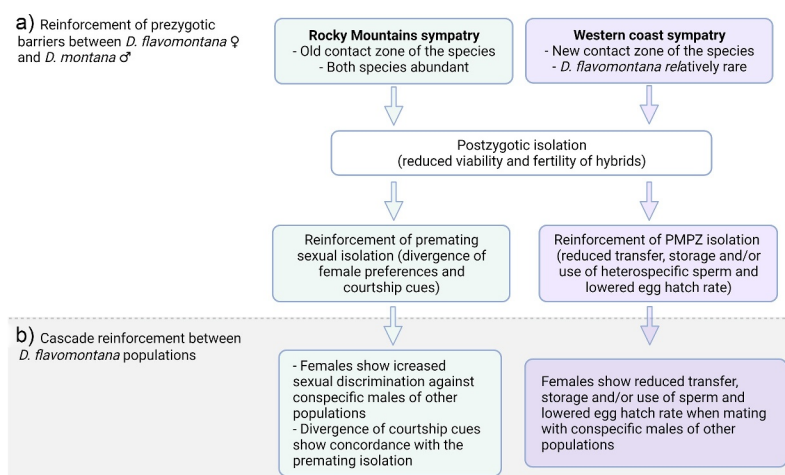 a) Reinforcement of prezygotic
barriers between D. flavomontana ♀
and D. montana ♂
Rocky Mountains sympatry
- Old contact zone of the species
- Both species abundant
Western coast sympatry
- New contact zone of the species
- D. flavomontana relatively rare
Postzygotic isolation
(reduced viability and fertility of hybrids)
Reinforcement of premating
sexual isolation (divergence of
female preferences and
courtship cues)
Reinforcement of PMPZ isolation
(reduced transfer, storage and/or
use of heterospecific sperm and
lowered egg hatch rate)
b) Cascade reinforcement between
D. flavomontana populations
- Females show icreased
sexual discrimination against
conspecific males of other
populations
- Divergence of courtship cues
show concordance with the
premating isolation
Females show reduced transfer,
storage and/or use of sperm and
lowered egg hatch rate when mating
with conspecific males of other
populations